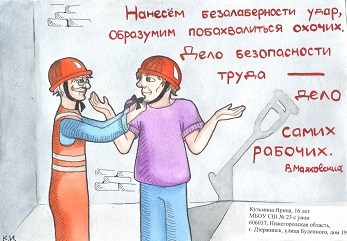 Нанесём безалаберности удар,
Образумим побахвалиться охочих.
Дело безопасности
труда —
дело
самих
рабочих.
В.Маяковский
Кузьмина Ирина, 16 лет
МБОУ СШ № 23 с уиоп
606037, Нижегородская область,
г. Дзержинск, улица Буденного, дом 19
К.И